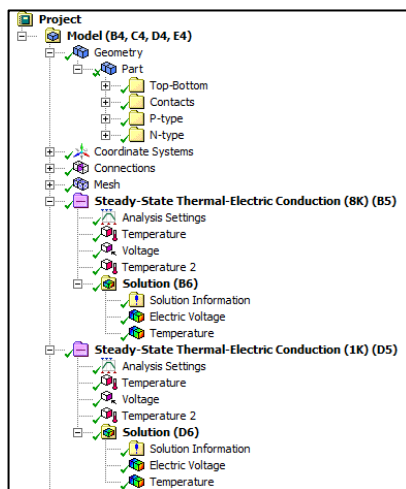 Project
Model (B4, C4, D4, E4)
Geometry
Part
Top-Bottom
Contacts
P-type
N-type
Coordinate Systems
Connections
Mesh
Steady-State Thermal-Electric Conduction (8K) (B5)
Analysis Settings
Temperature
Voltage
Temperature 2
Solution (B6)
Solution Information
Electric Voltage
Temperature
Steady-State Thermal-Electric Conduction (1K) (D5)
Analysis Settings
Temperature
Voltage
Temperature 2
Solution (D6)
Solution Information
Electric Voltage
Temperature